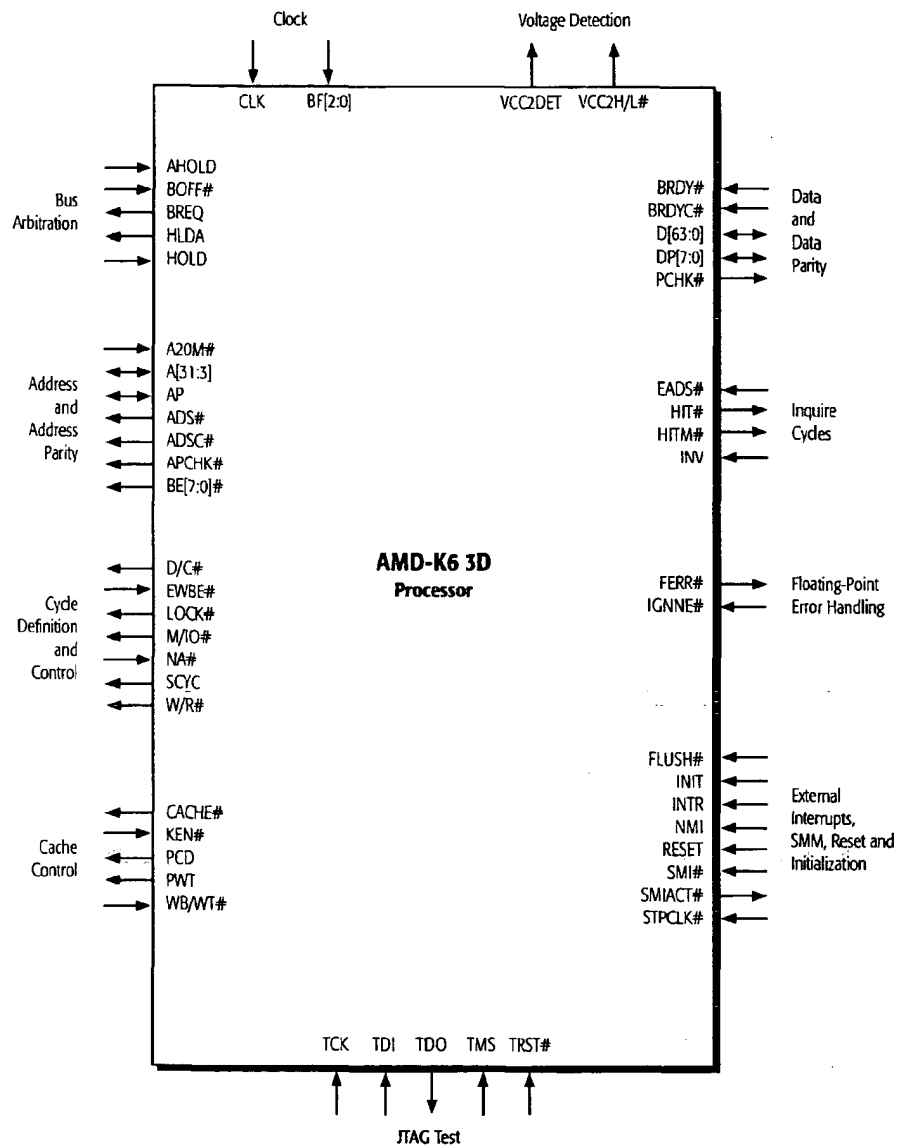 Clock
Voltage Detection
CLK
BF[2:0]
VCC2DET
VCC2H/L#
Bus
Arbitration
AHOLD
BOFF#
BREQ
HLDA
HOLD
BRDY#
BRDYC#
D[63:0]
DP[7:0]
PCHK#
Data
and
Data
Parity
Address
and
Address
Parity
A20M#
A[31:3]
AP
ADS#
ADSC#
APCHK#
BE[7:0]#
EADS#
HIT#
HITM#
INV
Inquire
Cycles
AMD-K6 3D
Processor
Cycle
Definition
and
Control
D/C#
EWBE#
LOCK#
M/IO#
NA#
SCYC
W/R#
FERR#
IGNNE#
Floating-Point
Error Handling
Cache
Control
CACHE#
KEN#
PCD
PWT
WB/WT#
FLUSH#
INIT
INTR
NMI
RESET
SMI#
SMIACT#
STPCLK#
External
Interrupts,
SMM, Reset and
Initialization
TCK
TDI
TDO
TMS
TRST#
JTAG Test